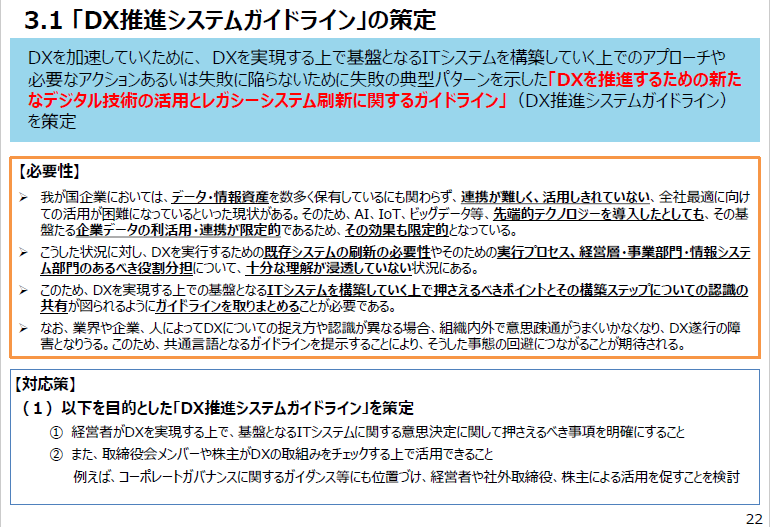 3.1 「DX推進システムガイドライン」の策定
DXを加速していくために、DXを実現する上で基盤となるITシステムを構築していく上でのアプローチや
必要なアクションあるいは失敗に陥らないために失敗の典型パターンを示した「DXを推進するための新た
なデジタル技術の活用とレガシーシステム刷新に関するガイドライン」（DX推進システムガイドライン）
を策定
【必要性】
➢ 我が国企業においては、データ・情報資産を数多く保有しているにも関わらず、連携が難しく、活用しきれていない、全社最適に向け
ての活用が困難になっているといった現状がある。そのため、AI、IoT、ビッグデータ等、先端的テクノロジーを導入したとしても、その基
盤たる企業データの利活用・連携が限定的であるため、その効果も限定的となっている。
➢ こうした状況に対し、DXを実行するための既存システムの刷新の必要性やそのための実行プロセス、経営層・事業部門・情報システ
ム部門のあるべき役割分担について、十分な理解が浸透していない状況にある。
➢ このため、DXを実現する上での基盤となるITシステムを構築していく上で押さえるべきポイントとその構築ステップについての認識の
共有が図られるようにガイドラインを取りまとめることが必要である。
➢ なお、業界や企業、人によってDXについての捉え方や認識が異なる場合、組織内外で意思疎通がうまくいかなくなり、DX遂行の障
害となりうる。このため、共通言語となるガイドラインを提示することにより、そうした事態の回避につながることが期待される。
【対応策】
（１）以下を目的とした「DX推進システムガイドライン」を策定
① 経営者がDXを実現する上で、基盤となるITシステムに関する意思決定に関して押さえるべき事項を明確にすること
② また、取締役会メンバーや株主がDXの取組みをチェックする上で活用できること
例えば、コーポレートガバナンスに関するガイダンス等にも位置づけ、経営者や社外取締役、株主による活用を促すことを検討
22